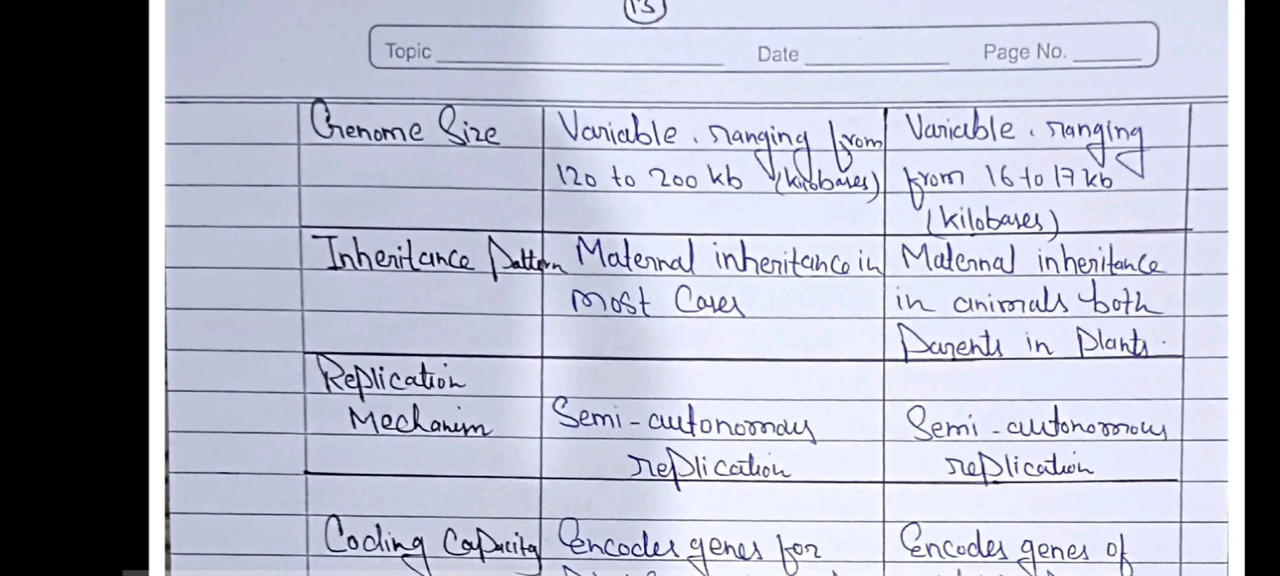 13
Topic Date Page No.
Genome Size Variable. ranging from Variable. ranging
120 to 200 kb (kilobases) from 16 to 17 kb
(kilobases)
Inheritance Pattern Maternal inheritance in Maternal inheritance
most Cases in animals both
Parents in Plants.
Replication
Mechanism Semi-autonomous Semi-autonomous
replication replication
Coding Capacity encodes genes for Encodes genes of